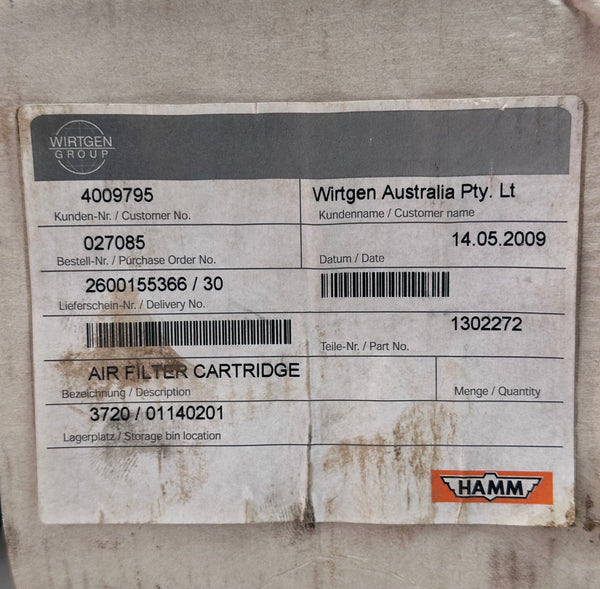 WIRTGEN
GROUP
4009795
Kunden-Nr. / Customer No.
Wirtgen Australia Pty. Lt
Kundenname / Customer name
027085
Bestell-Nr. / Purchase Order No.
14.05.2009
Datum / Date
2600155366 / 30
Lieferschein-Nr. / Delivery No.
1302272
Teile-Nr. / Part No.
AIR FILTER CARTRIDGE
Bezeichnung / Description
Menge / Quantity
3720 / 01140201
Lagerplatz / Storage bin location
HAMM